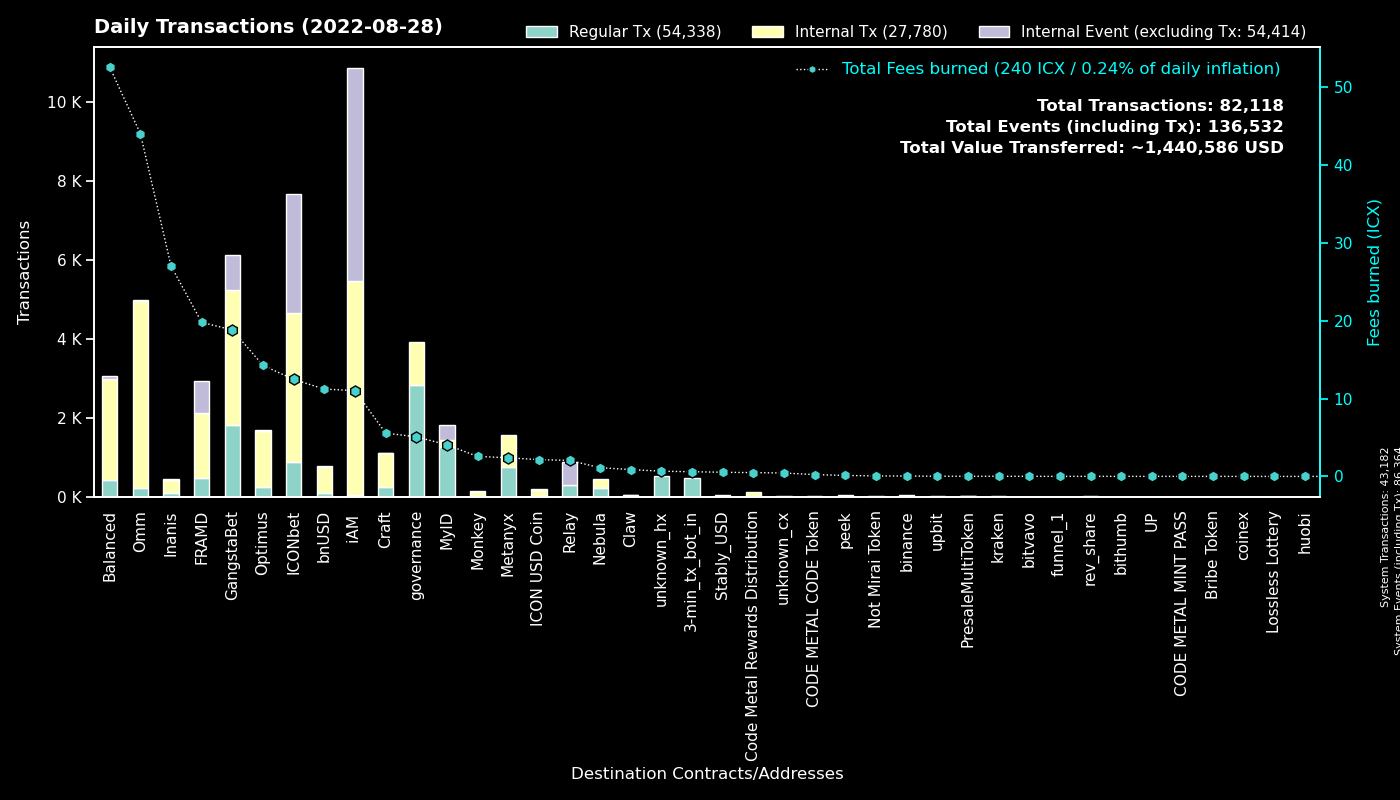 Daily Transactions (2022-08-28)
Regular Tx (54,338)
Internal Tx (27,780)
Internal Event (excluding Tx: 54,414)
Total Fees burned (240 ICX / 0.24% of daily inflation)
Total Transactions: 82,118
Total Events (including Tx): 136,532
Total Value Transferred: ~1,440,586 USD
Transactions
10 K
8 K
6 K
4 K
2 K
0 K
50
40
30
20
10
0
Fees burned (ICX)
Balanced
Omm
Inanis
FRAMD
GangstaBet
Optimus
ICONbet
bnUSD
iAM
Craft
governance
MyID
Monkey
Metanyx
ICON USD Coin
Relay
Nebula
Claw
unknown_hx
3-min_tx_bot_in
Stably_USD
Code Metal Rewards Distribution
unknown_cx
CODE METAL CODE Token
peek
Not Mirai Token
binance
upbit
PresaleMultiToken
kraken
bitvavo
funnel_1
rev_share
bithumb
UP
CODE METAL MINT PASS
Bribe Token
coinex
Lossless Lottery
huobi
Destination Contracts/Addresses
System Transactions: 43,182
System Events (including Tx): 86,364